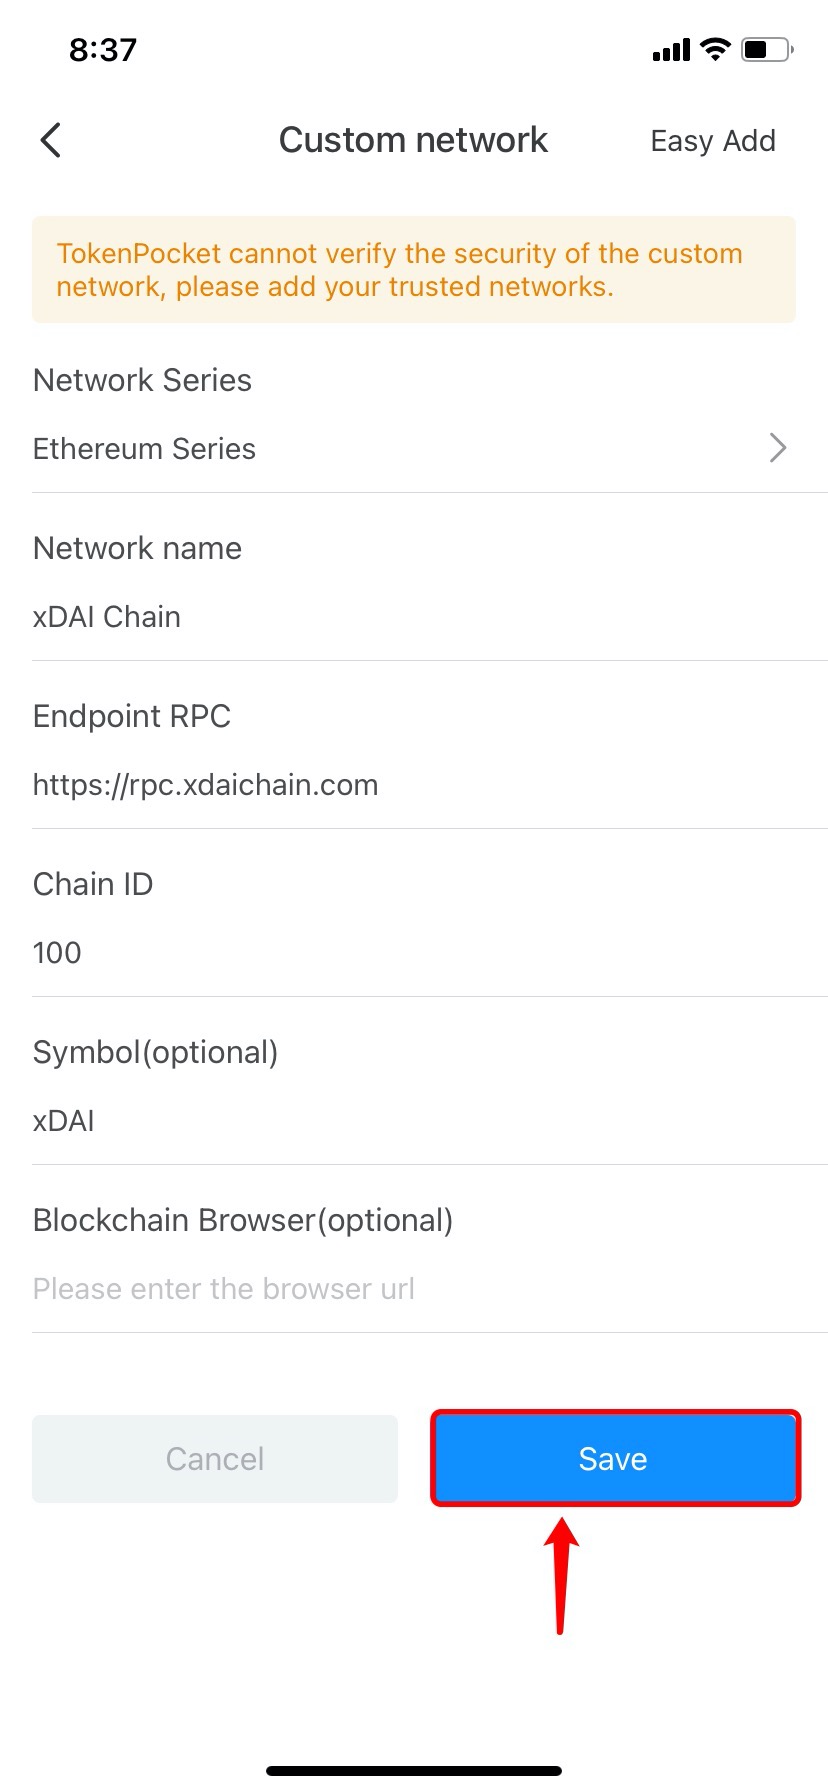 8:37
Custom network
Easy Add
TokenPocket cannot verify the security of the custom
network, please add your trusted networks.
Network Series
Ethereum Series
Network name
xDAI Chain
Endpoint RPC
https://rpc.xdaichain.com
Chain ID
100
Symbol(optional)
xDAI
Blockchain Browser(optional)
Please enter the browser url
Cancel
Save